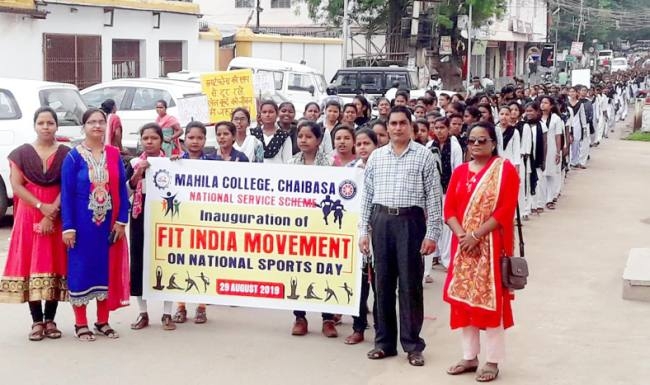 MAHILA COLLEGE, CHAIBASA
NATIONAL SERVICE SCHEME
Inauguration of
FIT INDIA MOVEMENT
ON NATIONAL SPORTS DAY
29 AUGUST 2019